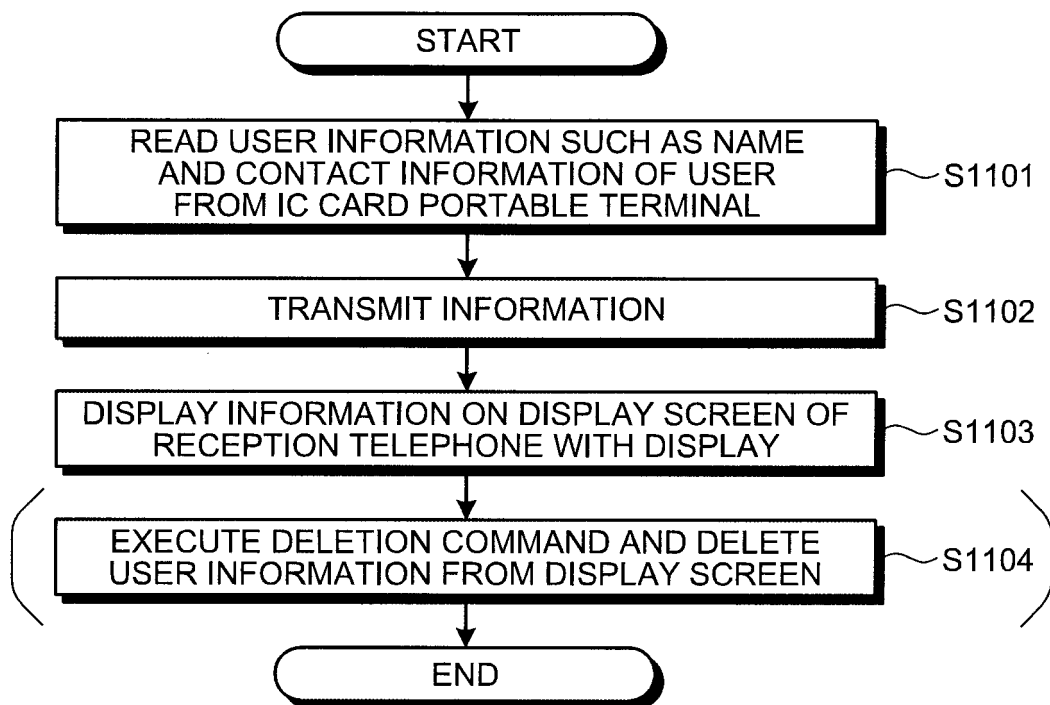 START
READ USER INFORMATION SUCH AS NAME
AND CONTACT INFORMATION OF USER
FROM IC CARD PORTABLE TERMINAL
S1101
TRANSMIT INFORMATION
S1102
DISPLAY INFORMATION ON DISPLAY SCREEN OF
RECEPTION TELEPHONE WITH DISPLAY
S1103
EXECUTE DELETION COMMAND AND DELETE
USER INFORMATION FROM DISPLAY SCREEN
S1104
END